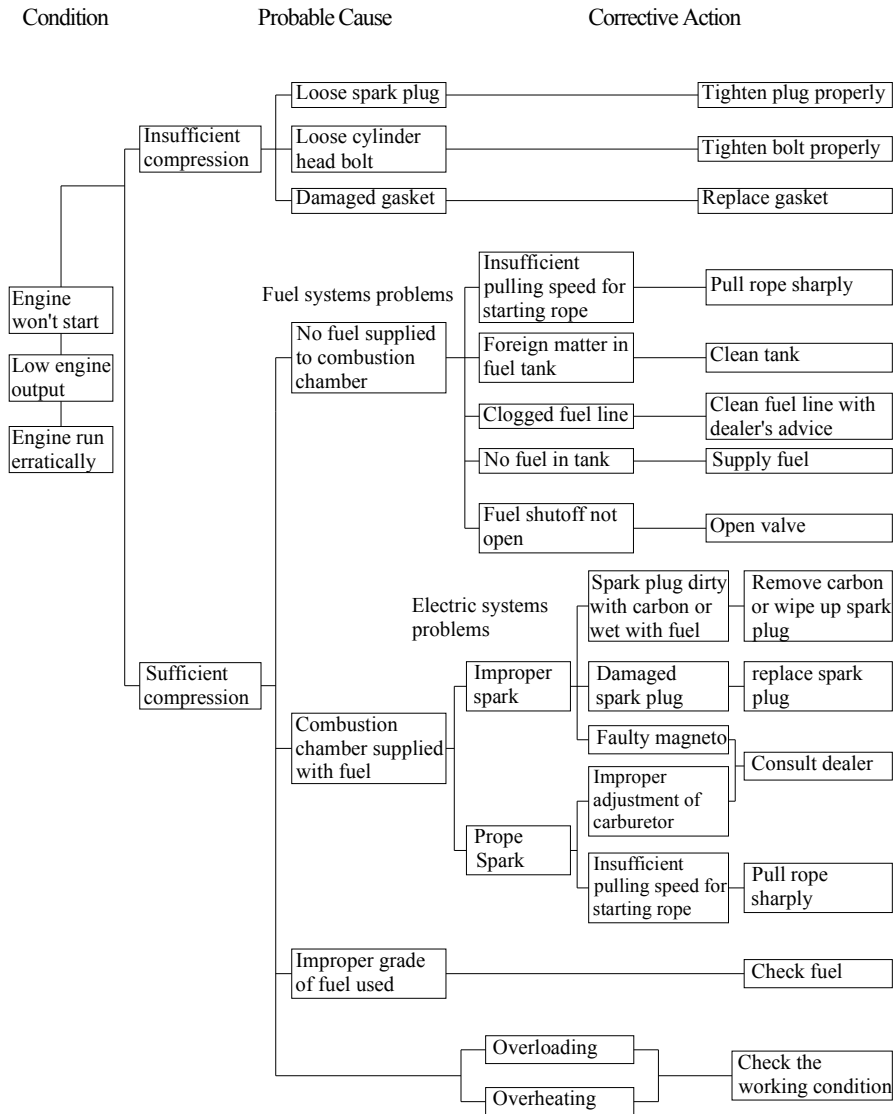 Condition
Probable Cause
Corrective Action
Loose spark plug
Tighten plug properly
Insufficient
compression
Loose cylinder
head bolt
Tighten bolt properly
Damaged gasket
Replace gasket
Engine
won't start
Low engine
output
Engine run
erratically
Fuel systems problems
No fuel supplied
to combustion
chamber
Insufficient
pulling speed for
starting rope
Pull rope sharply
Foreign matter in
fuel tank
Clean tank
Clogged fuel line
Clean fuel line with
dealer's advice
No fuel in tank
Supply fuel
Fuel shutoff not
open
Open valve
Sufficient
compression
Electric systems
problems
Combustion
chamber supplied
with fuel
Improper
spark
Spark plug dirty
with carbon or
wet with fuel
Remove carbon
or wipe up spark
plug
Damaged
spark plug
replace spark
plug
Faulty magneto
Consult dealer
Prope
Spark
Improper
adjustment of
carburetor
Insufficient
pulling speed for
starting rope
Pull rope
sharply
Improper grade
of fuel used
Check fuel
Overloading
Overheating
Check the
working condition